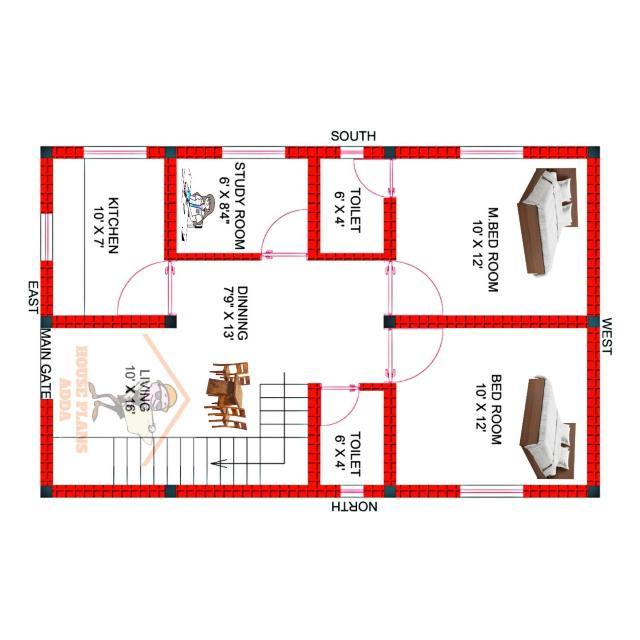 SOUTH
KITCHEN
10' X 7'
STUDY ROOM
6' X 8'4"
TOILET
6' X 4'
M.BED ROOM
10' X 12'
EAST
MAIN GATE
WEST
DINNING
7'9" X 13'
LIVING
10' X 16'
HOUSE PLANS
ADDA
TOILET
6' X 4'
BED ROOM
10' X 12'
NORTH